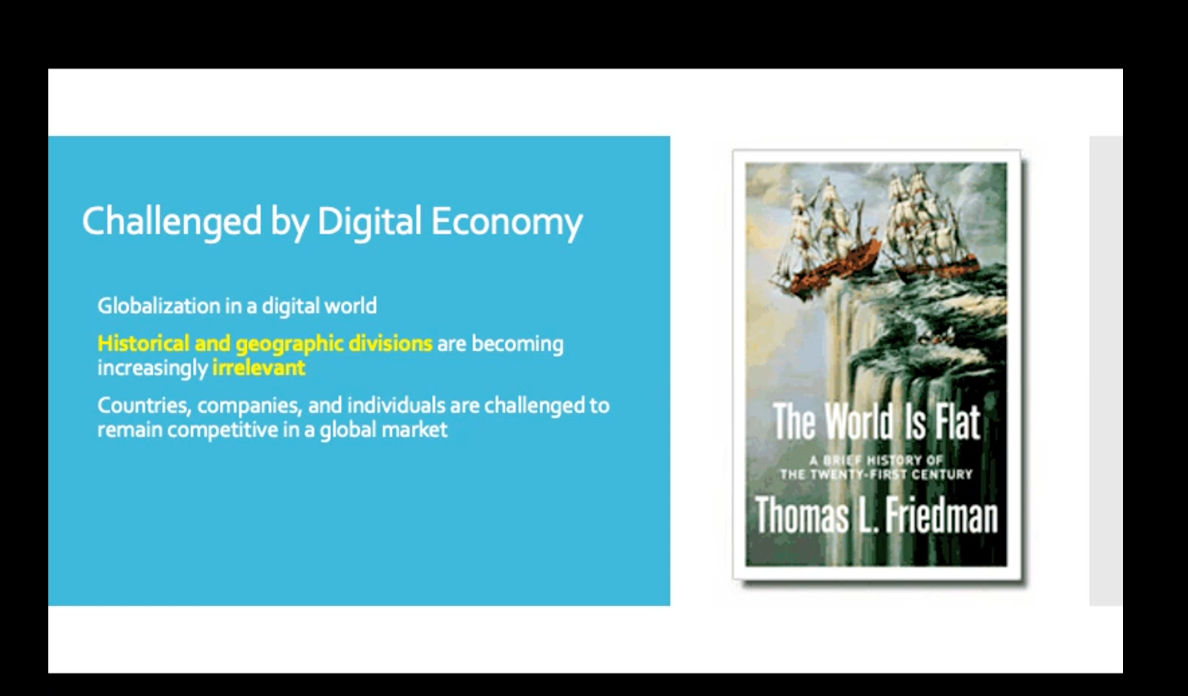 Challenged by Digital Economy
Globalization in a digital world
Historical and geographic divisions are becoming
increasingly irrelevant
Countries, companies, and individuals are challenged to
remain competitive in a global market
The World Is Flat
A BRIEF HISTORY OF
THE TWENTY-FIRST CENTURY
Thomas L. Friedman